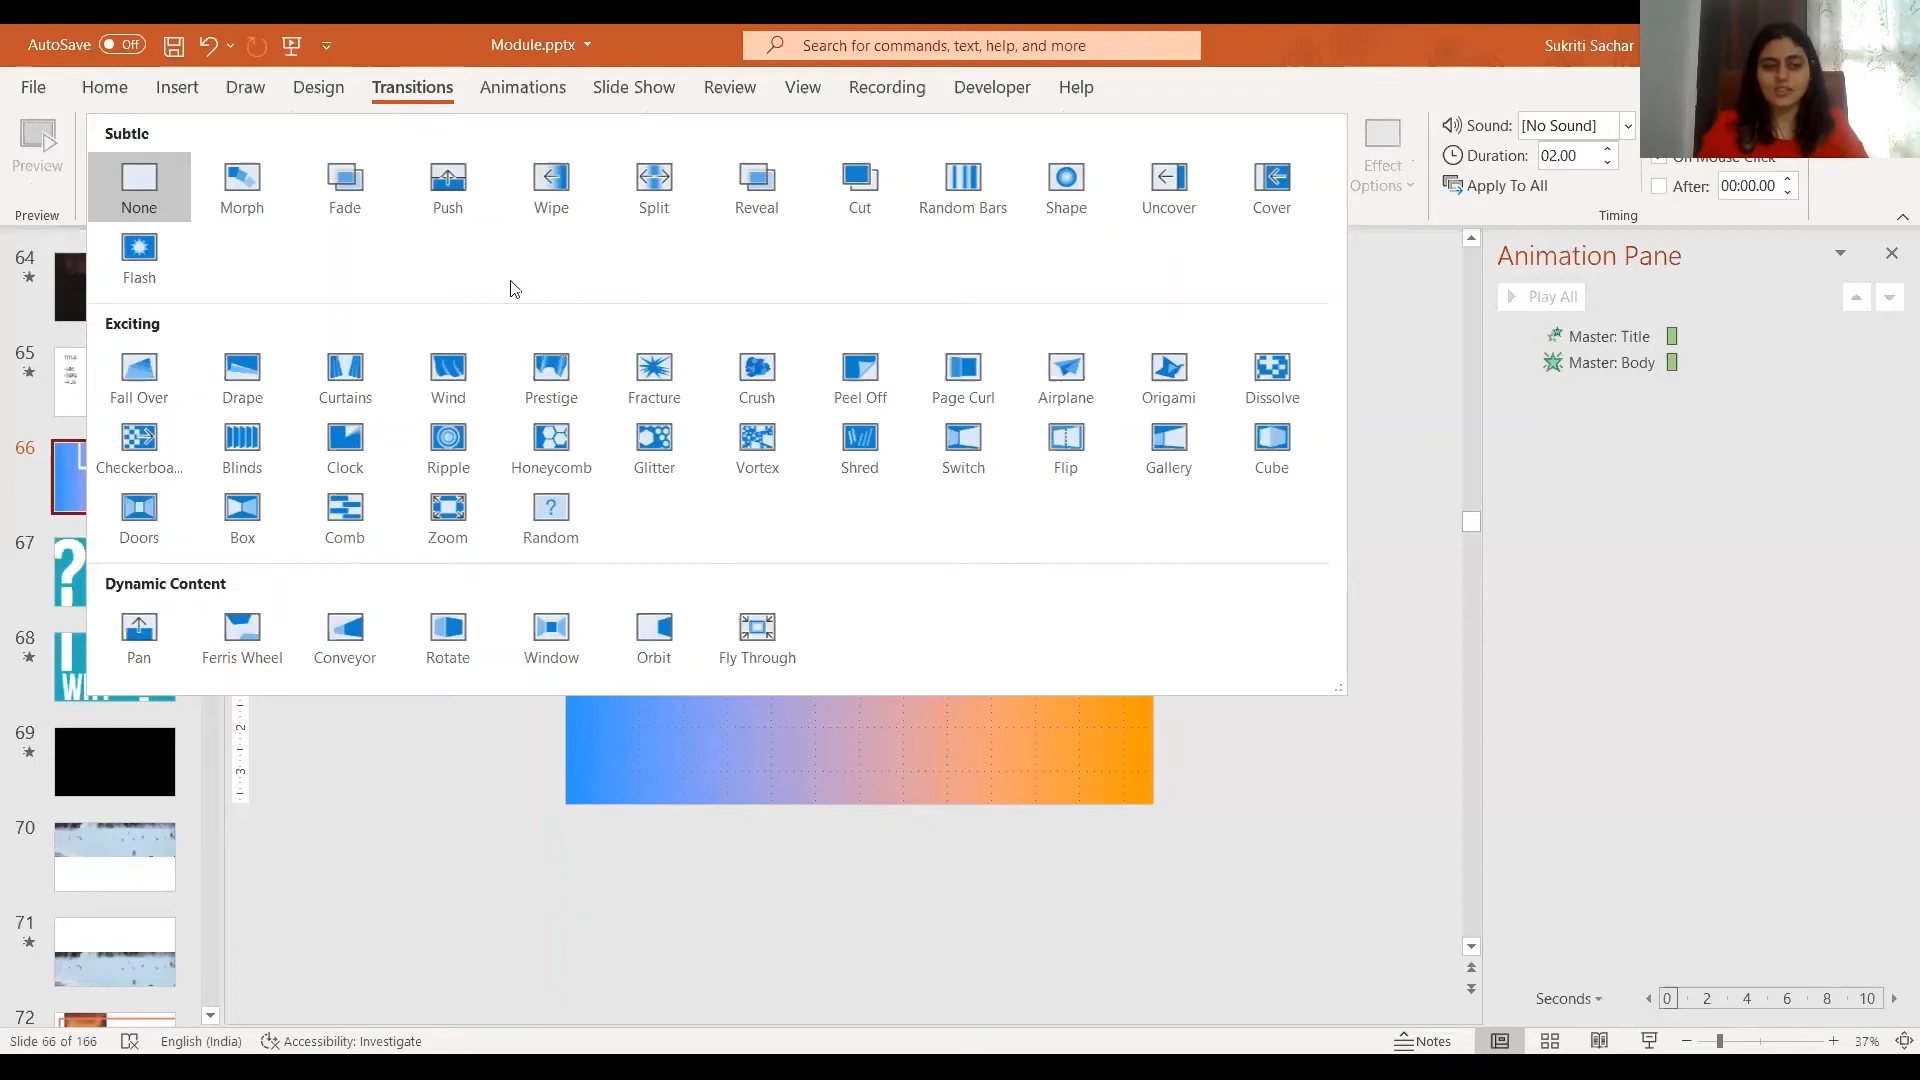 AutoSave Off Module.pptx Search for commands, text, help, and more Sukriti Sachar
File Home Insert Draw Design Slide Show Transitions Animations Review View Recording Developer Help
Preview
Preview
Subtle
None Morph Fade Push Wipe Split Reveal Cut Random Bars Shape Uncover Cover
Flash
Exciting
Fall Over Drape Curtains Wind Prestige Fracture Crush Peel Off Page Curl Airplane Origami Dissolve
Checkerboa... Blinds Clock Ripple Honeycomb Glitter Vortex Shred Switch Flip Gallery Cube
Doors Box Comb Zoom Random
Dynamic Content
Pan Ferris Wheel Conveyor Rotate Window Orbit Fly Through
Effect
Options
Sound: [No Sound]
Duration: 02.00
Apply To All
On Mouse Click
After: 00:00.00
Timing
Animation Pane
Play All
Master: Title
Master: Body
64
65
TITLE
66
67
?
68
69
70
71
72
2
3
Seconds 0 2 4 6 8 10
Slide 66 of 166 English (India) Accessibility: Investigate Notes 37%